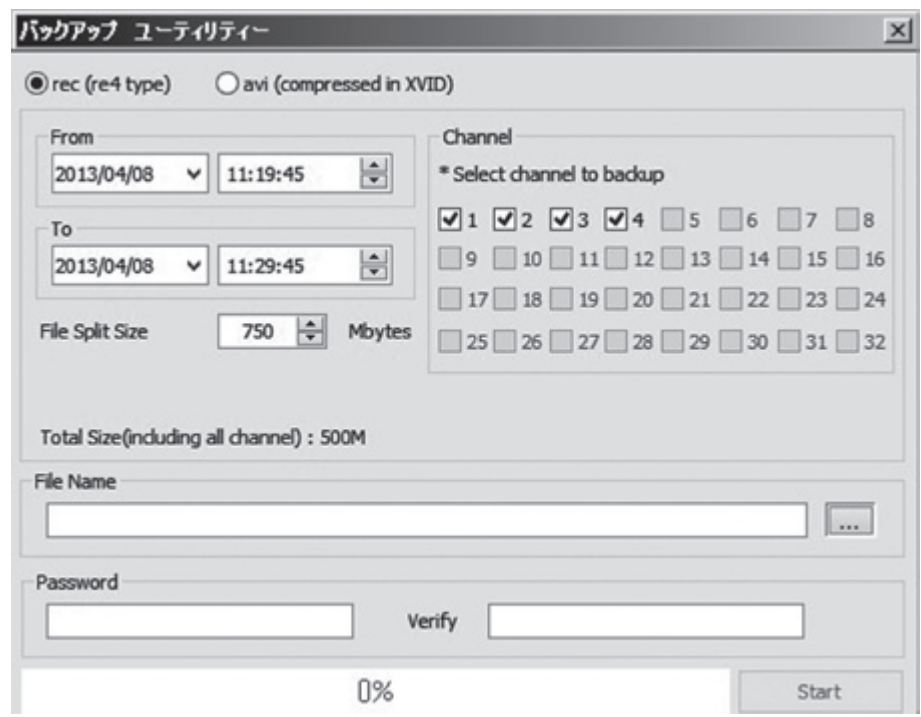 バックアップ ユーティリティー
rec (re4 type) avi (compressed in XVID)
From
2013/04/08 11:19:45
To
2013/04/08 11:29:45
File Split Size 750 Mbytes
Channel
* Select channel to backup
1 2 3 4 5 6 7 8
9 10 11 12 13 14 15 16
17 18 19 20 21 22 23 24
25 26 27 28 29 30 31 32
Total Size(including all channel) : 500M
File Name
...
Password
Verify
0% Start